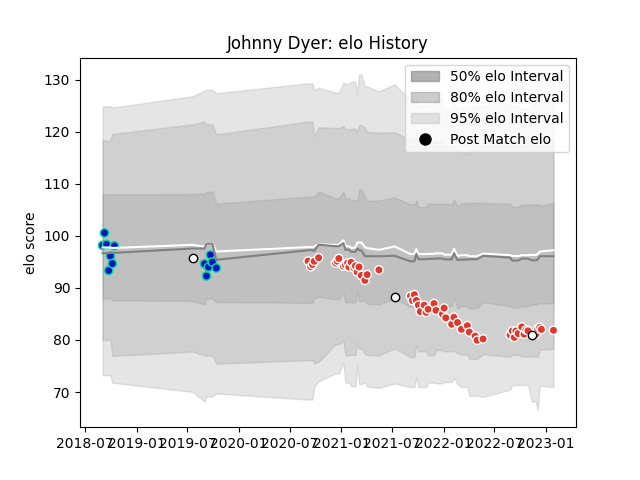 Johnny Dyer: elo History
50% elo Interval
80% elo Interval
95% elo Interval
Post Match elo
elo score
130
120
110
100
90
80
70
2018-07 2019-01 2019-07 2020-01 2020-07 2021-01 2021-07 2022-01 2022-07 2023-01